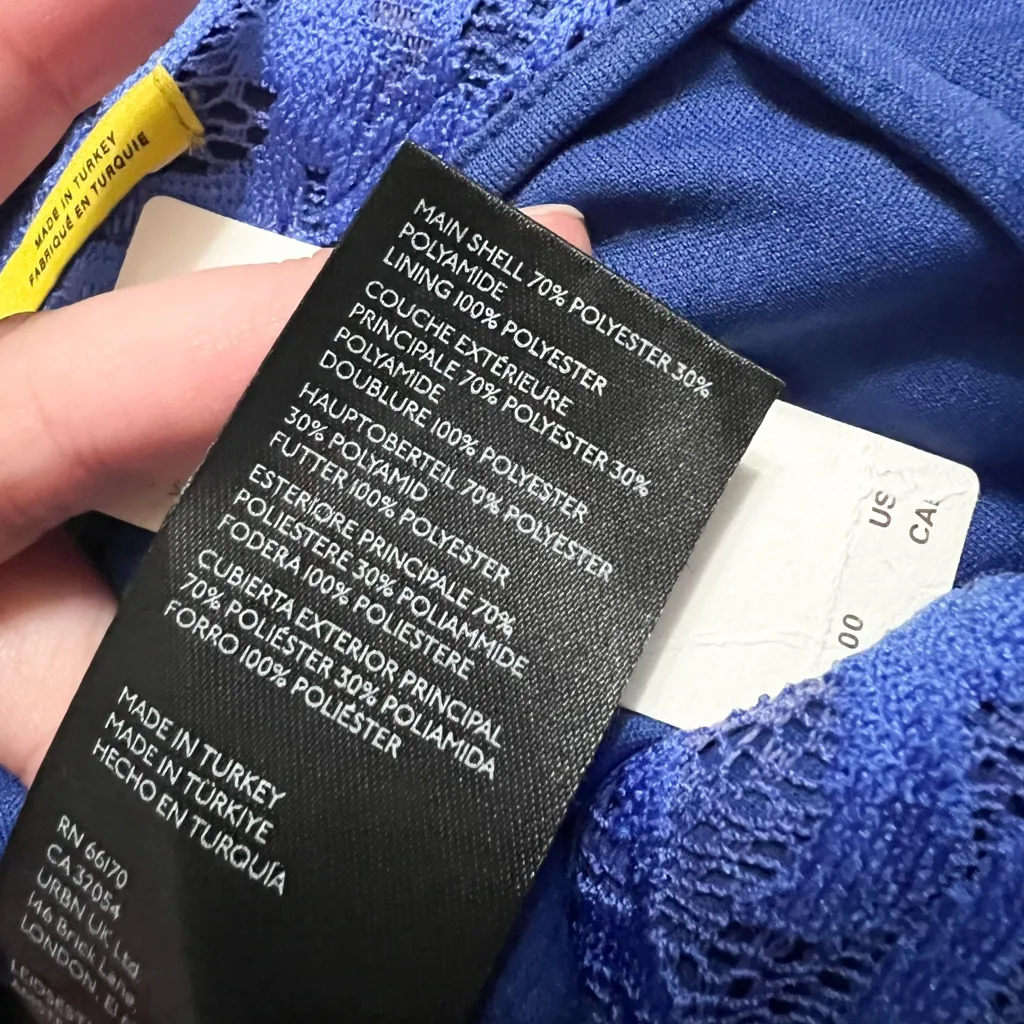 MADE IN TURKEY
FABRIQUÉ EN TURQUIE
MAIN SHELL 70% POLYESTER 30%
POLYAMIDE
LINING 100% POLYESTER
COUCHE EXTÉRIEURE
PRINCIPALE 70% POLYESTER 30%
POLYAMIDE
DOUBLURE 100% POLYESTER
HAUPTOBERTEIL 70% POLYESTER
30% POLYAMID
FUTTER 100% POLYESTER
ESTERIORE PRINCIPALE 70%
POLIESTERE 30% POLIAMMIDE
FODERA 100% POLIESTERE
CUBIERTA EXTERIOR PRINCIPAL
70% POLIÉSTER 30% POLIAMIDA
FORRO 100% POLIÉSTER
MADE IN TURKEY
MADE IN TÜRKIYE
HECHO EN TURQUÍA
RN 66170
CA 37054
URBN UK Ltd
146 Brick Lane
LONDON, E1
US
CA
00